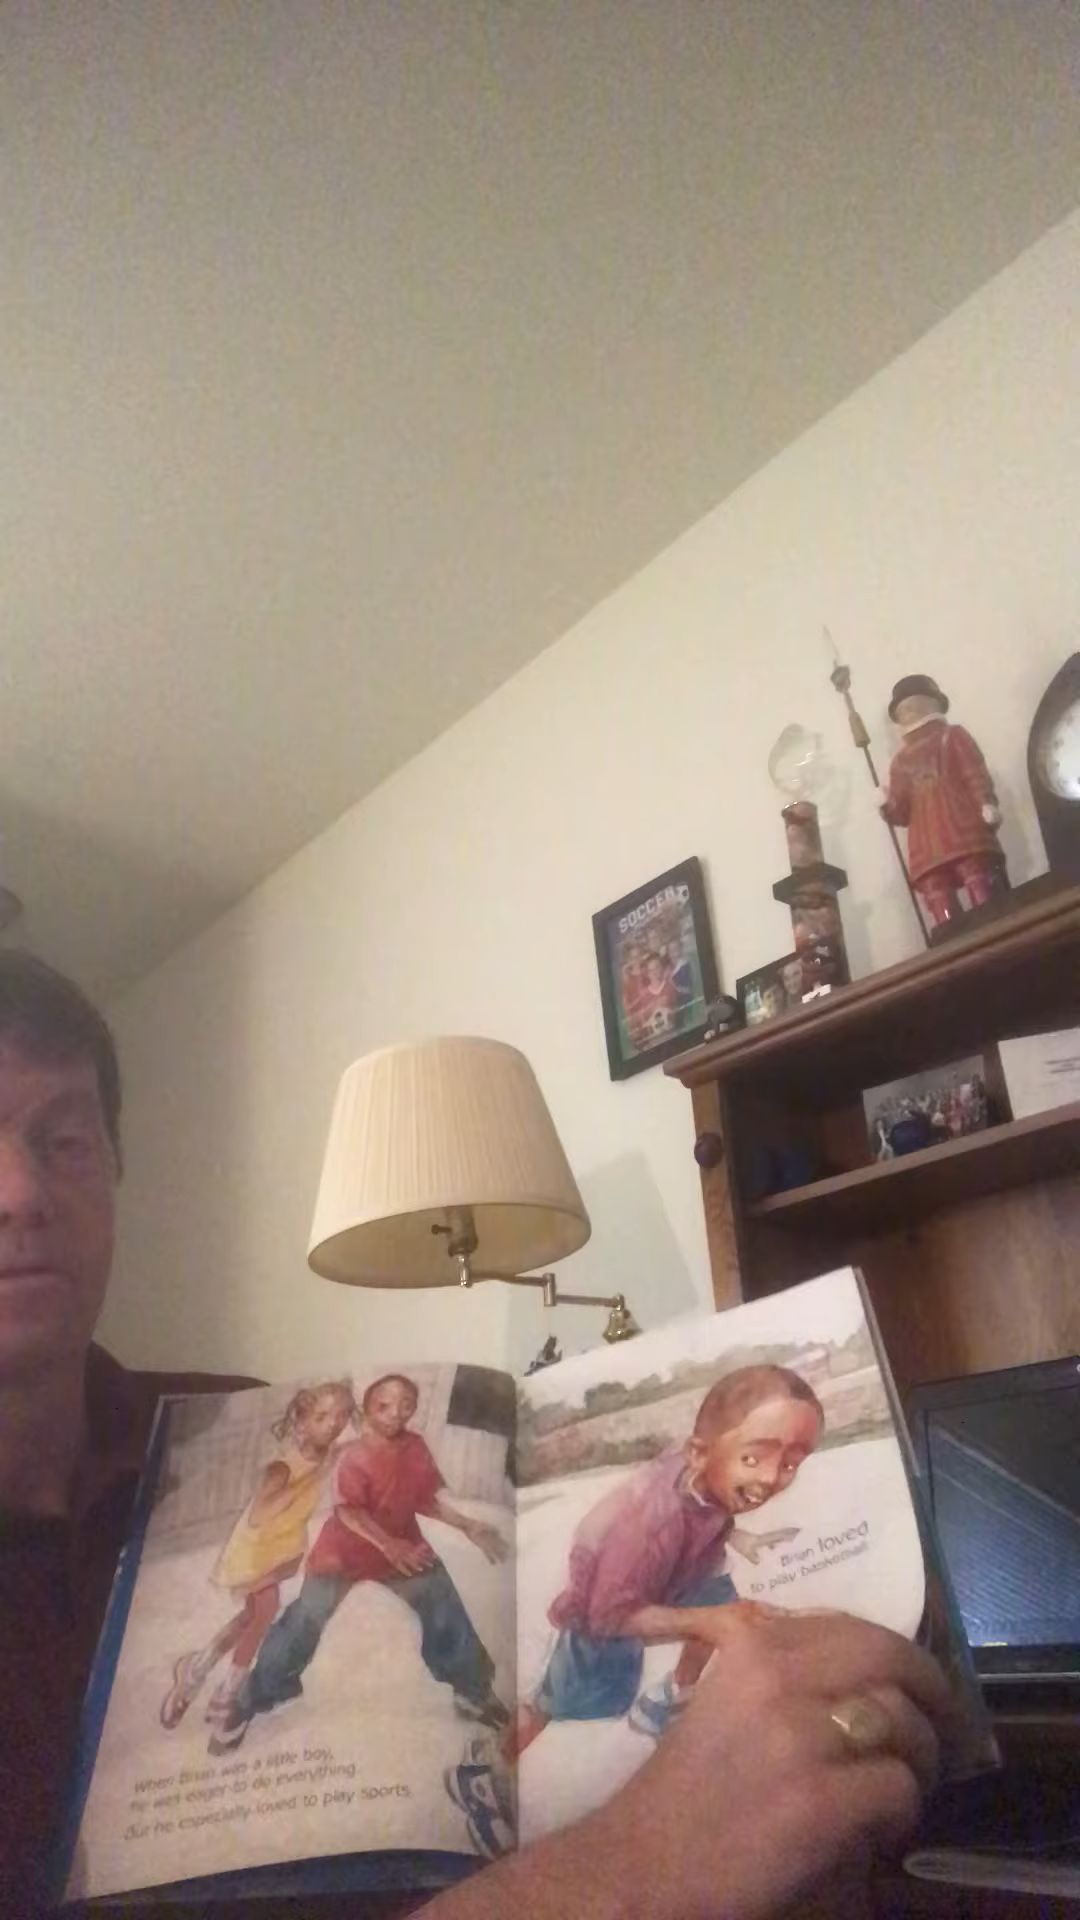 SOCCER
When Brian was a little boy,
he was eager to do everything.
But he especially loved to play sports.
Brian loved
to play basketball.